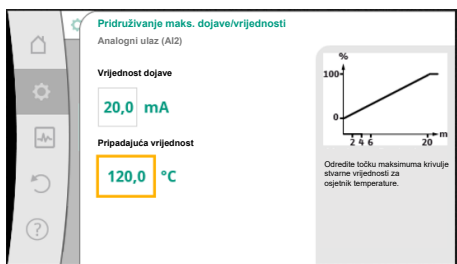 Pridruživanje maks. dojave/vrijednosti
Analogni ulaz (AI2)
Vrijednost dojave
20,0 mA
Pripadajuća vrijednost
120,0 °C
%
100
0
2 4 6 20
m
Odredite točku maksimuma krivulje
stvarne vrijednosti za
osjetnik temperature.
?